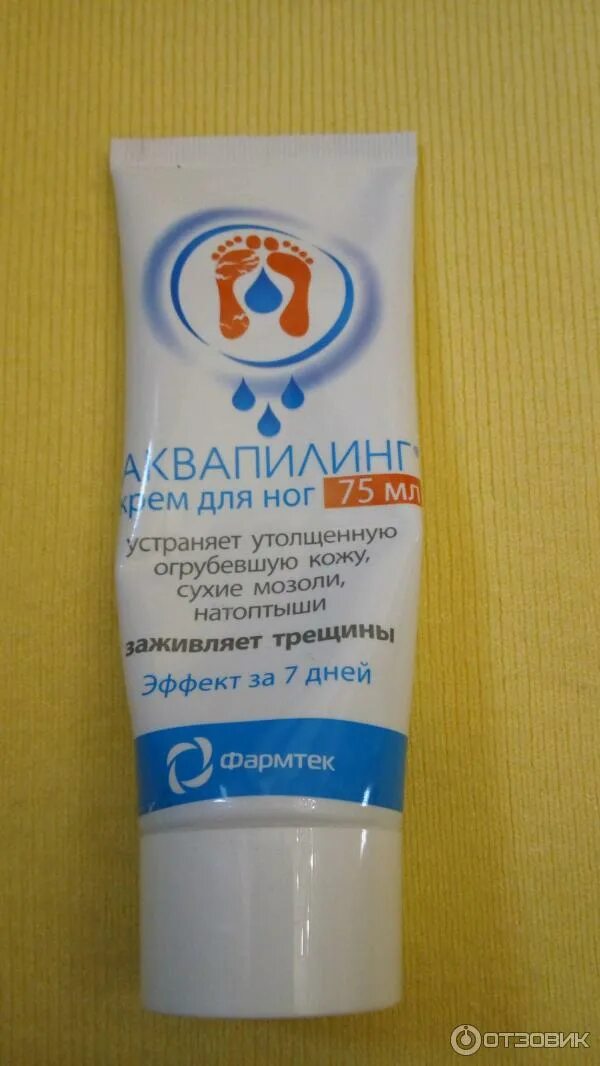 АКВАПИЛИНГ®
крем для ног 75 мл
устраняет утолщенную
огрубевшую кожу,
сухие мозоли,
натоптыши
заживляет трещины
Эффект за 7 дней
Фармтек
ОТЗОВИК